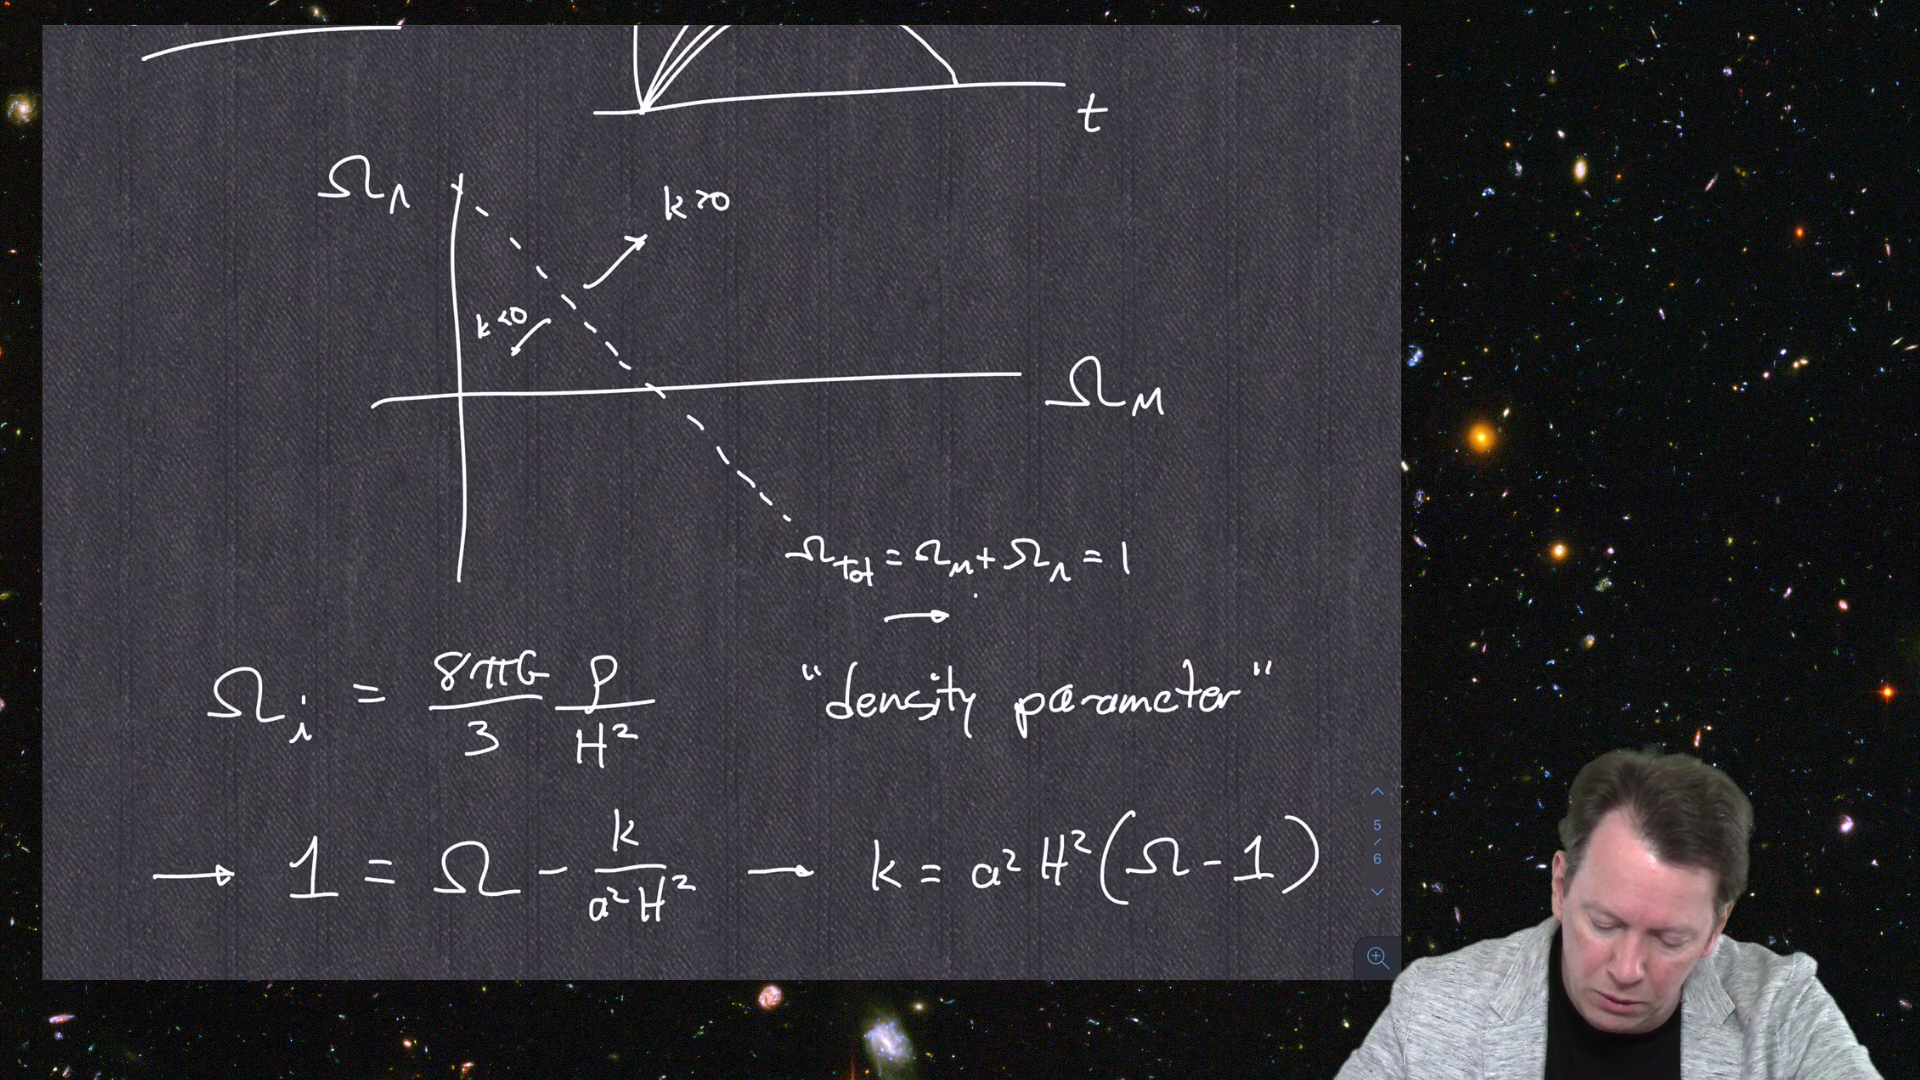 t
Ω_Λ
k>0
k<0
Ω_M
Ω_tot = Ω_M + Ω_Λ = 1
→
Ω_i = 8πG/3 ρ/H² "density parameter"
→ 1 = Ω - k/a²H² → k = a²H²(Ω-1)
5
/
6